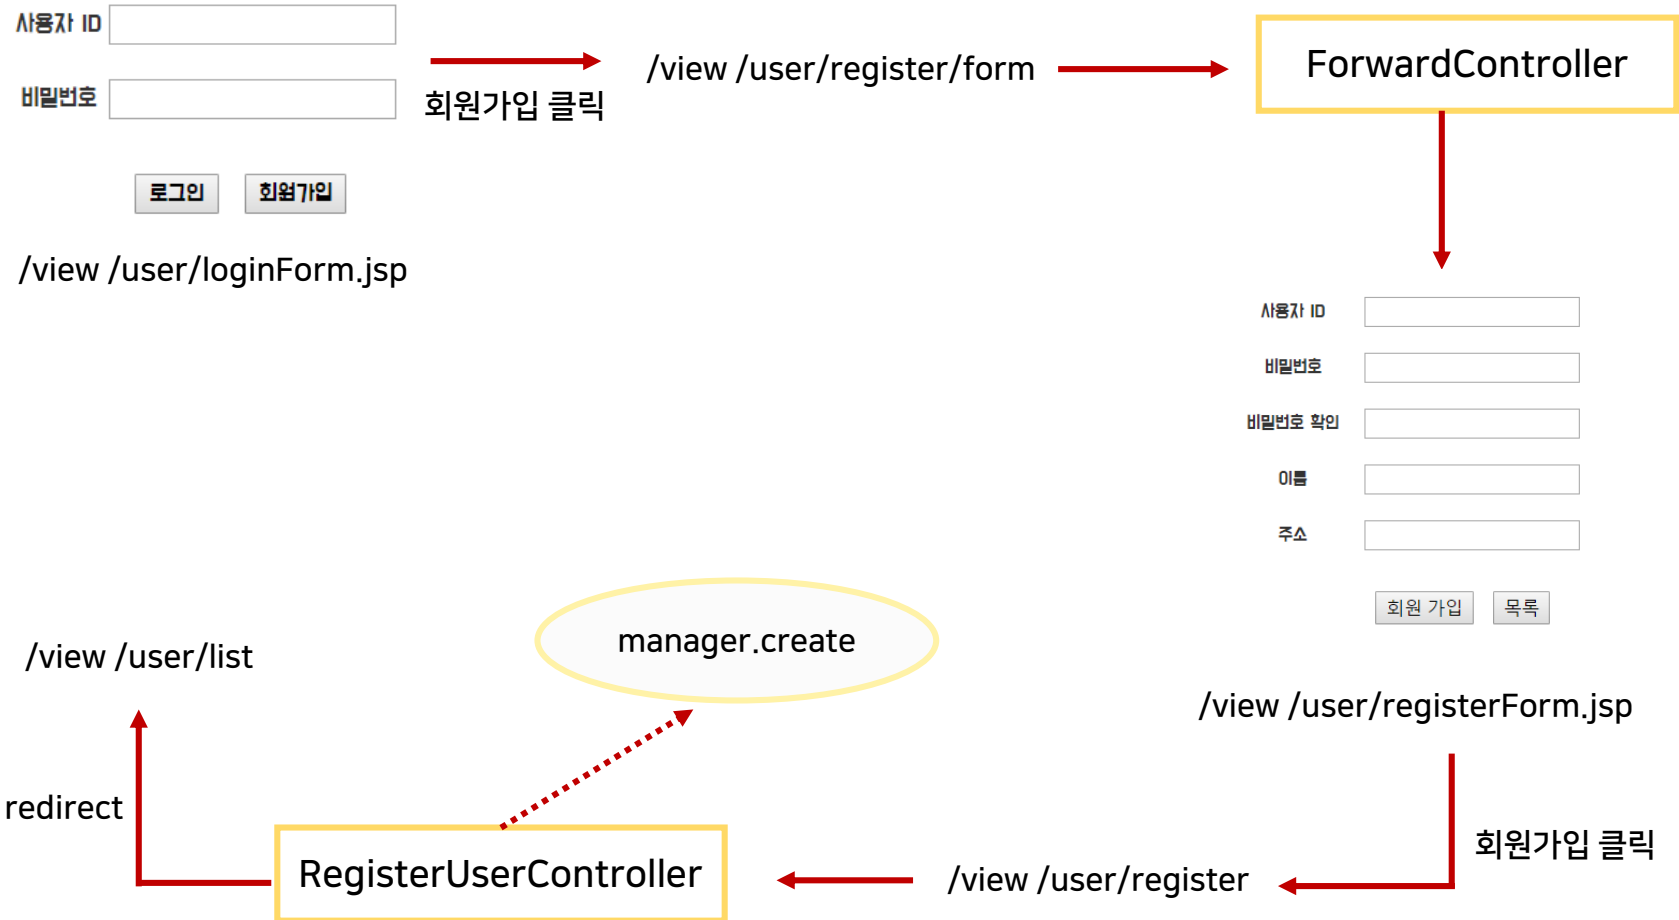 사용자 ID
비밀번호
로그인 회원가입
/view /user/loginForm.jsp
회원가입 클릭
/view /user/register/form
ForwardController
사용자 ID
비밀번호
비밀번호 확인
이름
주소
회원 가입 목록
/view /user/registerForm.jsp
회원가입 클릭
/view /user/register
RegisterUserController
manager.create
redirect
/view /user/list